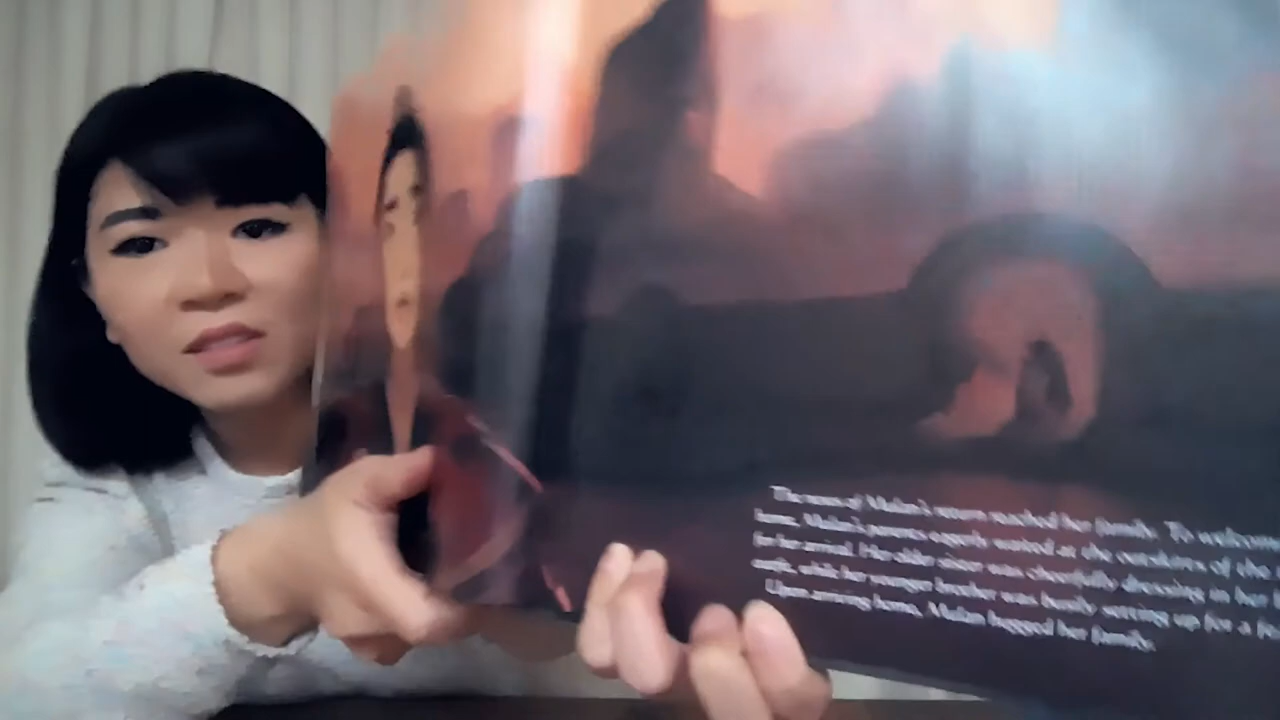 The news of Mulan's return reached her family. To welcome
home, Mulan's parents eagerly waited at the outskirts of the
for her arrival. Her older sister was cheerfully dressing in her
while her younger brother was busily setting up for a
Upon arriving home, Mulan hugged her family.